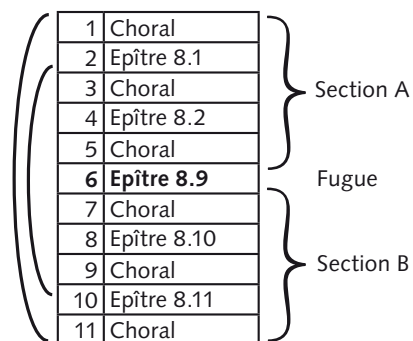 1 Choral
2 Epître 8.1
3 Choral
Section A
4 Epître 8.2
5 Choral
6 Epître 8.9 Fugue
7 Choral
8 Epître 8.10
9 Choral Section B
10 Epître 8.11
11 Choral